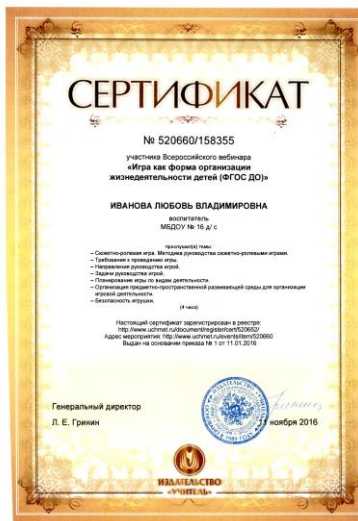 СЕРТИФИКАТ
№ 520660/158355
участника Всероссийского вебинара
«Игра как форма организации
жизнедеятельности детей (ФГОС ДО)»
ИВАНОВА ЛЮБОВЬ ВЛАДИМИРОВНА
воспитатель
МБДОУ № 16 д/ с
прослушал(а) темы
– Сюжетно-ролевая игра. Методика руководства сюжетно-ролевыми играми.
– Требования к проведению игры.
– Направления руководства игрой.
– Задачи руководства игрой.
– Планирование игры по видам деятельности.
– Организация предметно-пространственной развивающей среды для организации
игровой деятельности.
– Безопасность игрушки.
(4 часа)
Настоящий сертификат зарегистрирован в реестре:
http://www.uchmet.ru/document/register/cert/520652/
Адрес мероприятия: http://www.uchmet.ru/events/item/520660
Выдан на основании приказа № 1 от 11.01.2016
Генеральный директор
Л. Е. Гринин
11 ноября 2016
ИЗДАТЕЛЬСТВО
«УЧИТЕЛЬ»